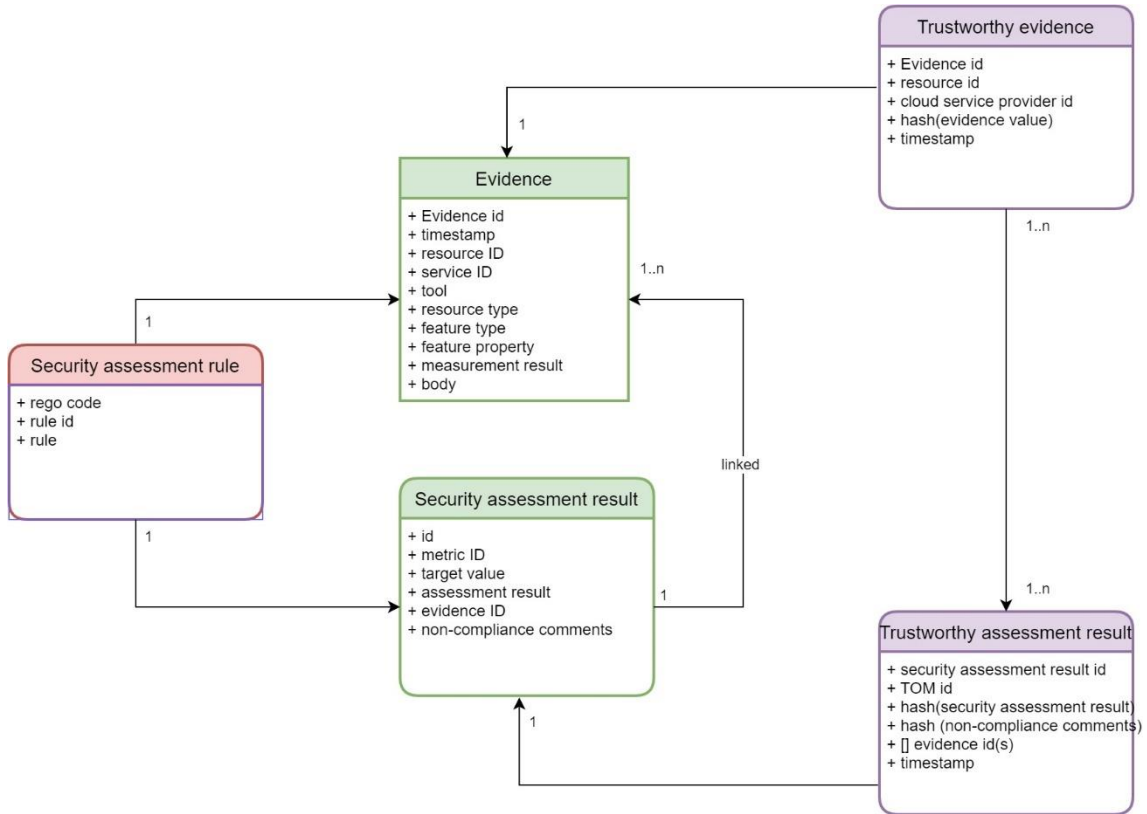 Trustworthy evidence
+ Evidence id
+ resource id
+ cloud service provider id
+ hash(evidence value)
+ timestamp
1
Evidence
+ Evidence id
+ timestamp
+ resource ID
+ service ID
+ tool
+ resource type
+ feature type
+ feature property
+ measurement result
+ body
1..n
1..n
1
Security assessment rule
+ rego code
+ rule id
+ rule
1
linked
Security assessment result
+ id
+ metric ID
+ target value
+ assessment result
+ evidence ID
+ non-compliance comments
1
1
1..n
Trustworthy assessment result
+ security assessment result id
+ TOM id
+ hash(security assessment result)
+ hash (non-compliance comments)
+ [] evidence id(s)
+ timestamp